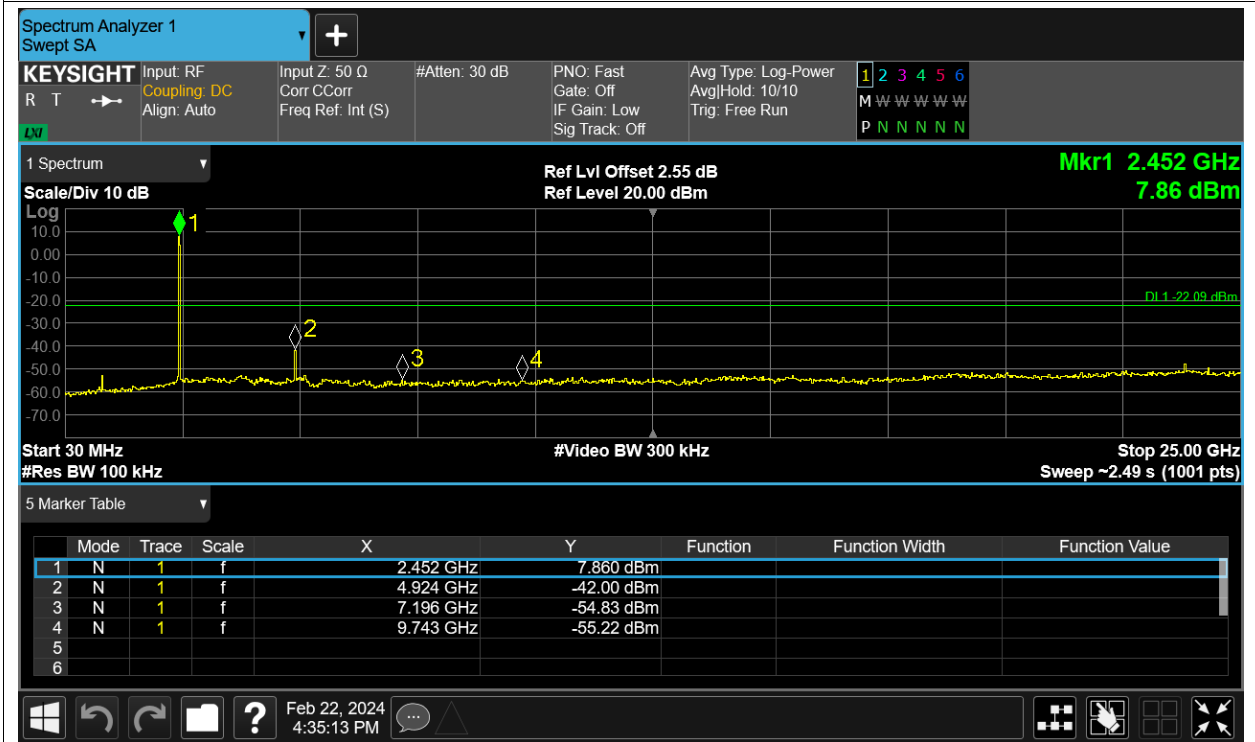 Spectrum Analyzer 1
Swept SA
+
KEYSIGHT Input: RF Input Z: 50 Ω #Atten: 30 dB PNO: Fast Avg Type: Log-Power 1 2 3 4 5 6
R T Coupling: DC Corr CCorr Gate: Off Avg|Hold: 10/10 M W W W W W
Align: Auto Freq Ref: Int (S) IF Gain: Low Trig: Free Run
LXI Sig Track: Off P N N N N N
1 Spectrum Ref Lvl Offset 2.55 dB Mkr1 2.452 GHz
Scale/Div 10 dB Ref Level 20.00 dBm 7.86 dBm
Log
1
10.0
0.00
-10.0
-20.0
DL1 -22.09 dBm
-30.0
2
-40.0
3 4
-50.0
-60.0
-70.0
Start 30 MHz #Video BW 300 kHz Stop 25.00 GHz
#Res BW 100 kHz Sweep ~2.49 s (1001 pts)
5 Marker Table
Mode Trace Scale X Y Function Function Width Function Value
1 N 1 f 2.452 GHz 7.860 dBm
2 N 1 f 4.924 GHz -42.00 dBm
3 N 1 f 7.196 GHz -54.83 dBm
4 N 1 f 9.743 GHz -55.22 dBm
5
6
? Feb 22, 2024
4:35:13 PM